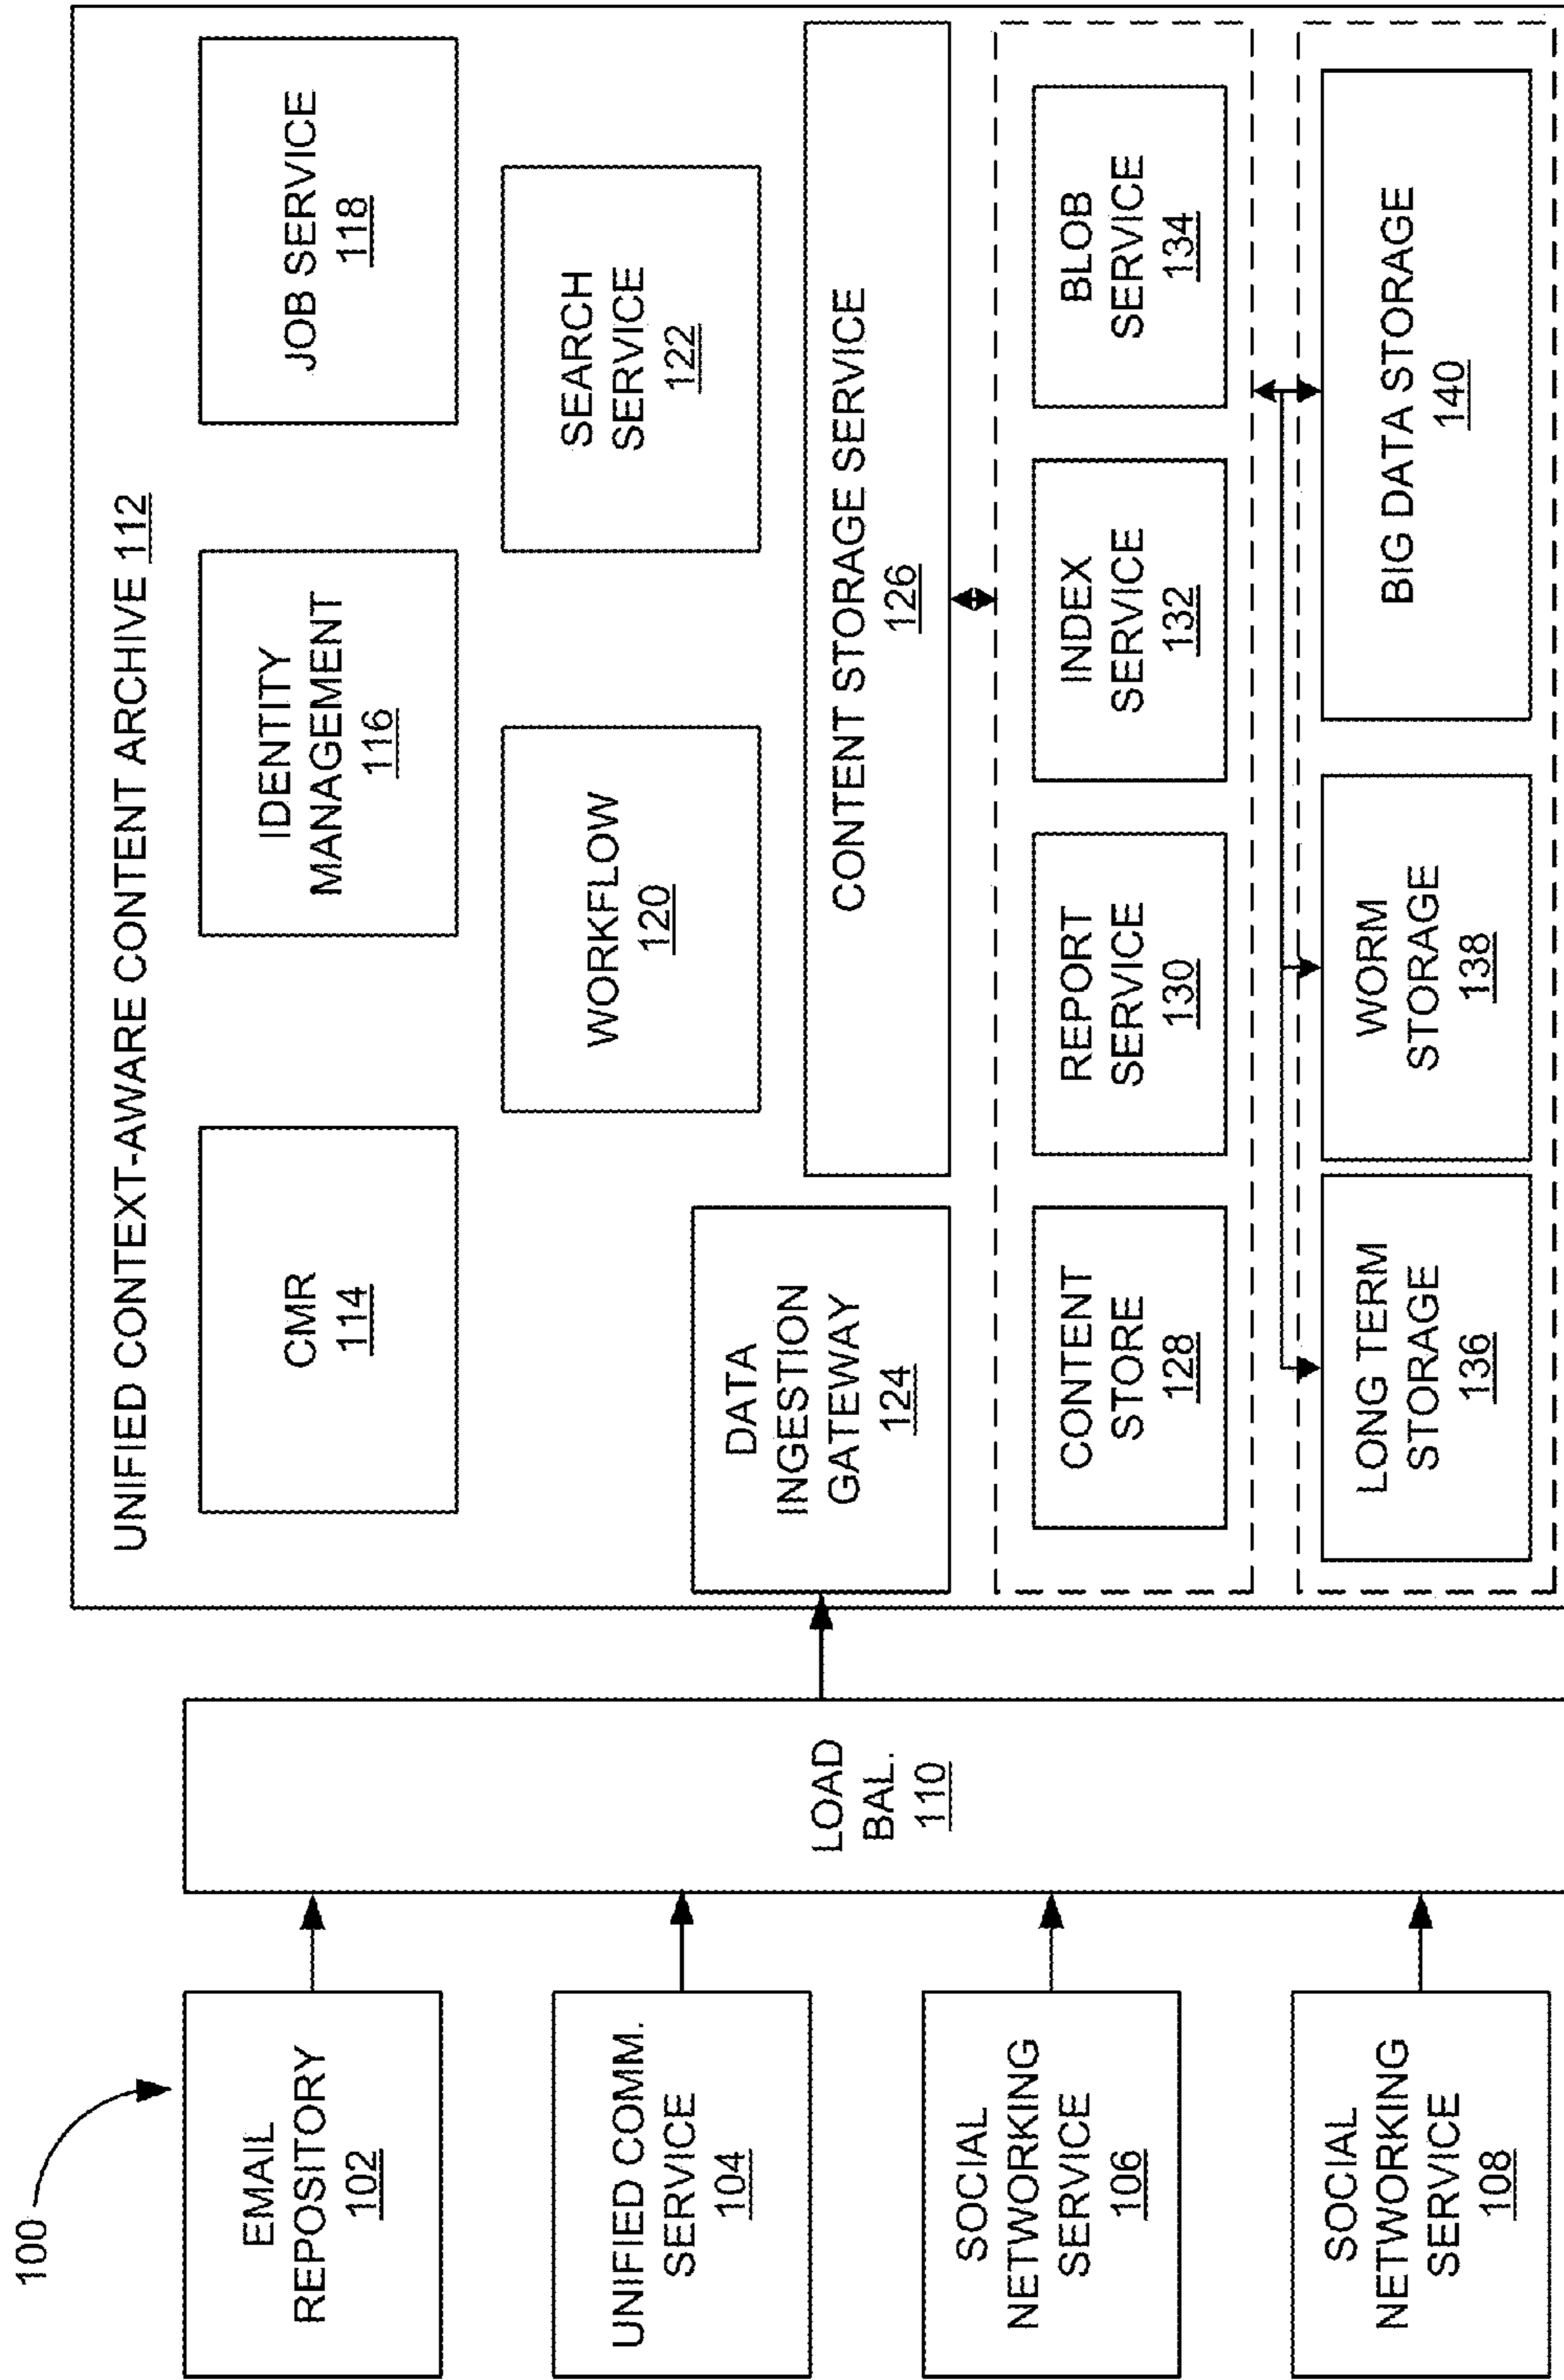 100
EMAIL
REPOSITORY
102
UNIFIED COMM.
SERVICE
104
SOCIAL
NETWORKING
SERVICE
106
SOCIAL
NETWORKING
SERVICE
108
LOAD
BAL.
110
UNIFIED CONTEXT-AWARE CONTENT ARCHIVE 112
CMR
114
IDENTITY
MANAGEMENT
116
JOB SERVICE
118
WORKFLOW
120
SEARCH
SERVICE
122
DATA
INGESTION
GATEWAY
124
CONTENT STORAGE SERVICE
126
CONTENT
STORE
128
REPORT
SERVICE
130
INDEX
SERVICE
132
BLOB
SERVICE
134
LONG TERM
STORAGE
136
WORM
STORAGE
138
BIG DATA STORAGE
140